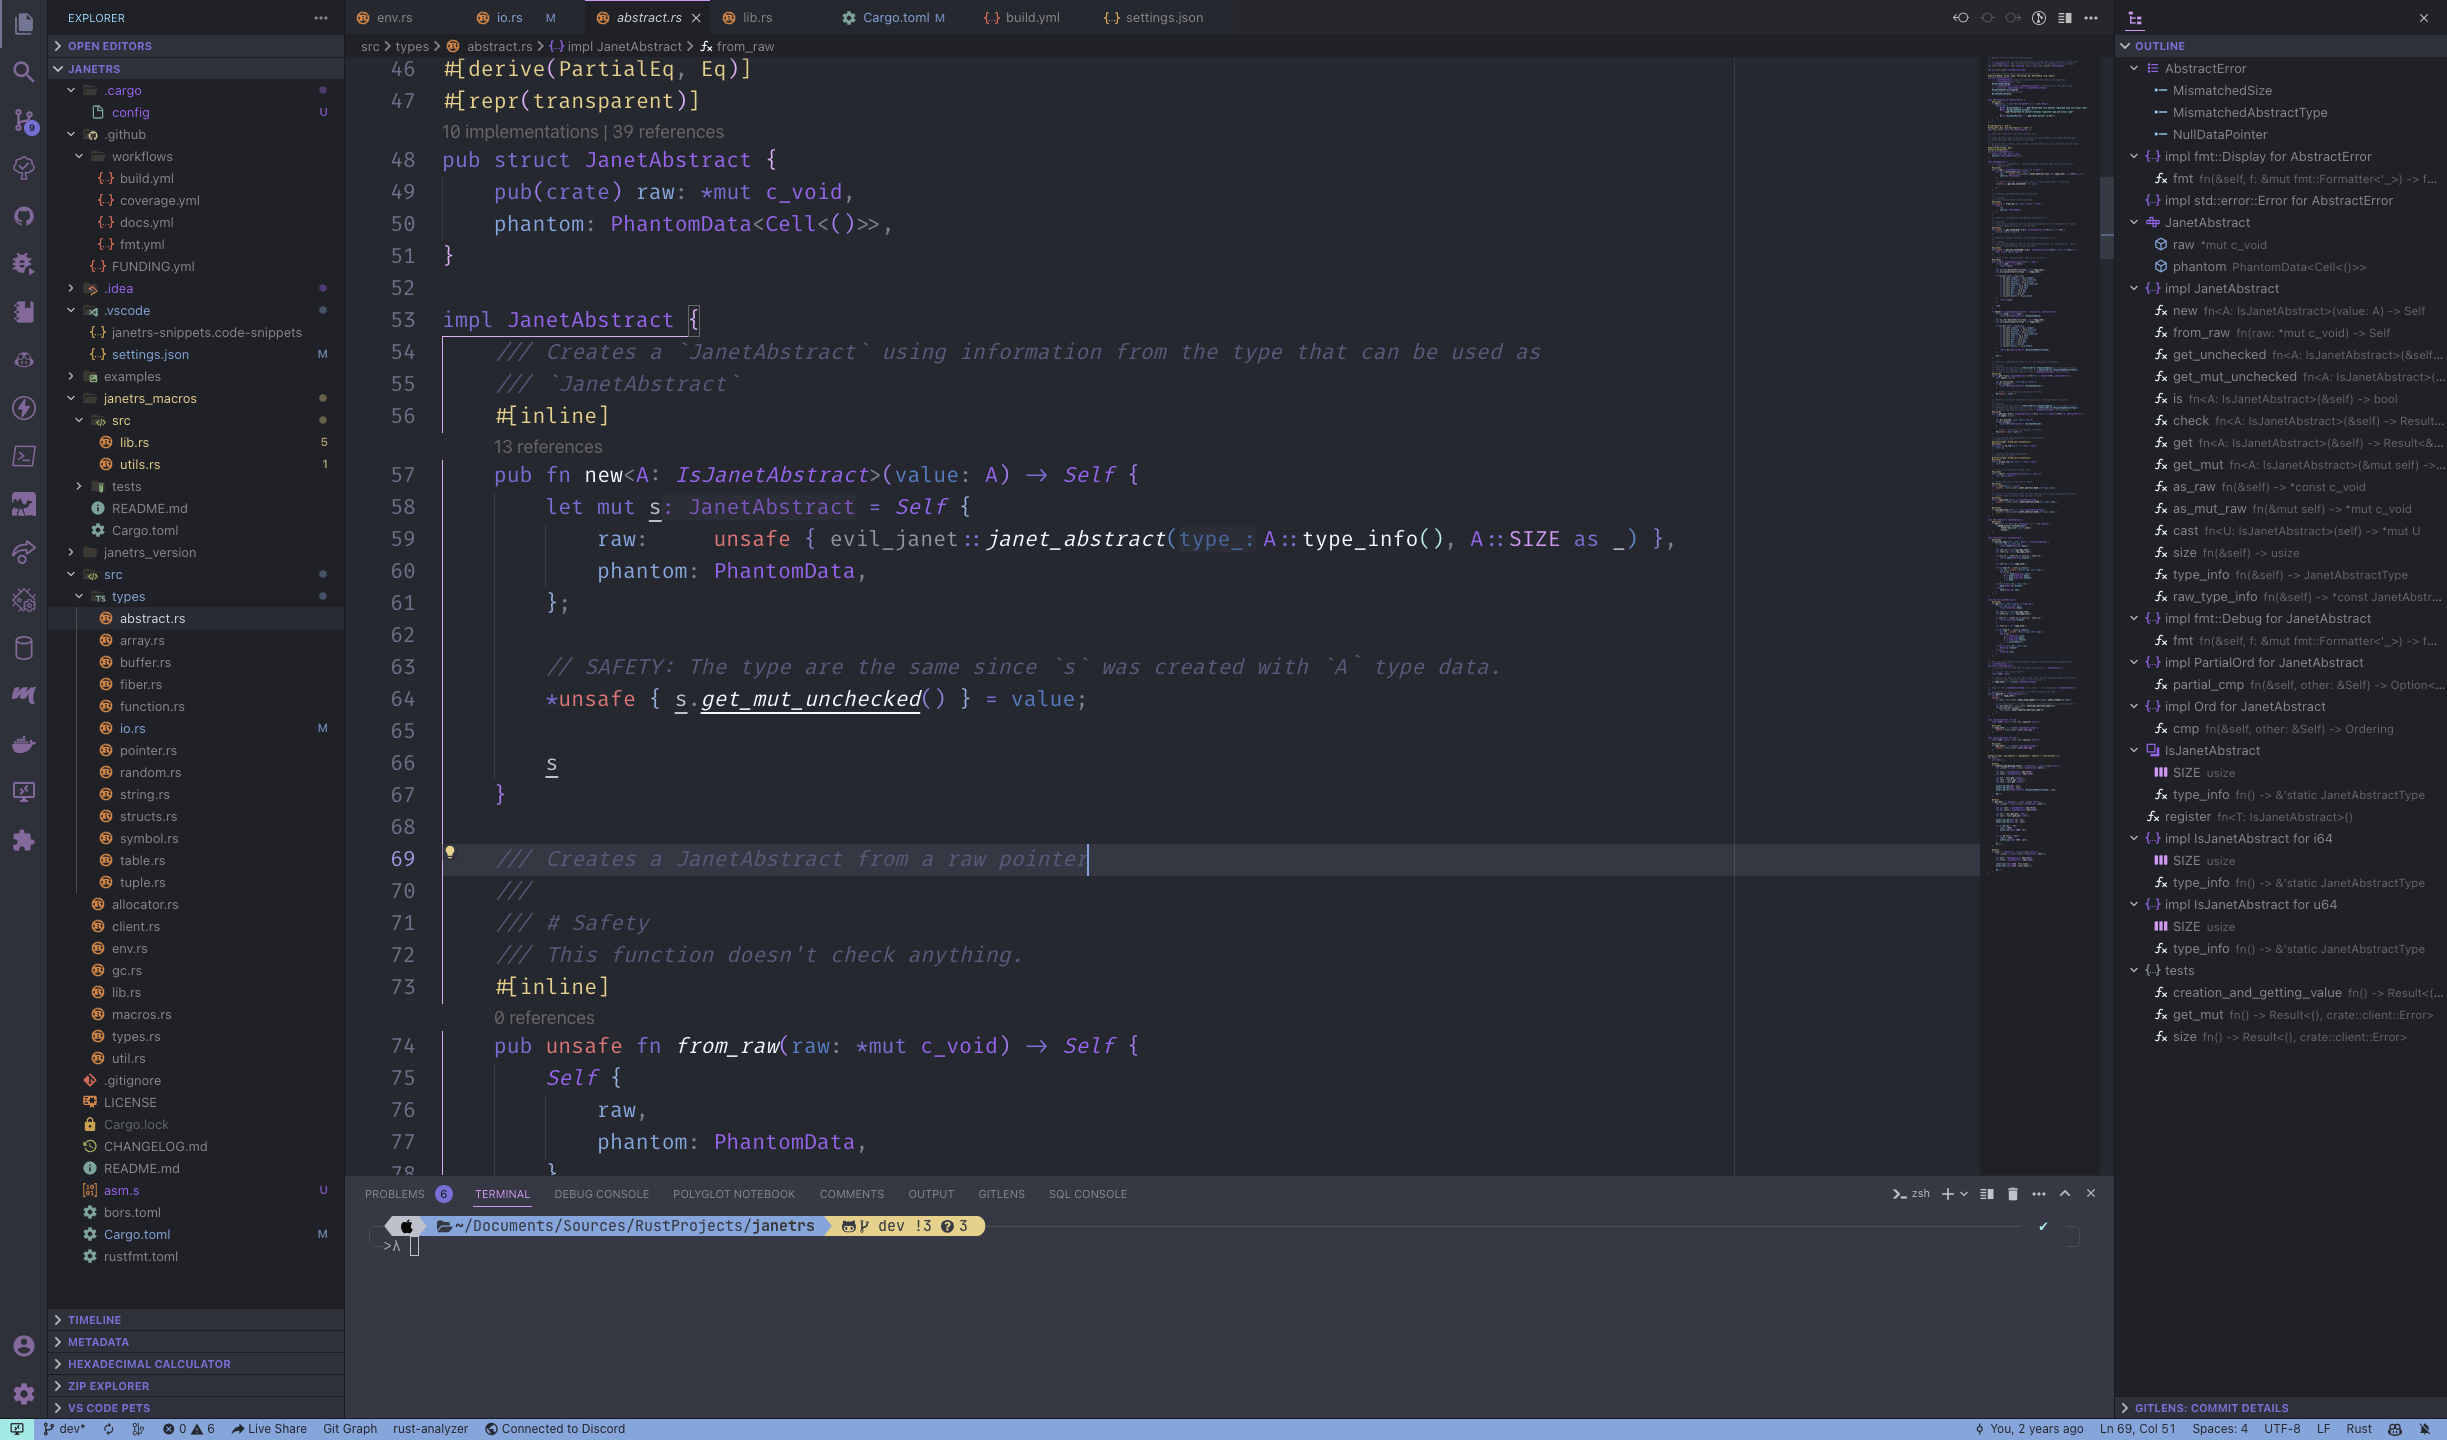 EXPLORER
OPEN EDITORS
JANETRS
.cargo
config U
.github
workflows
build.yml
coverage.yml
docs.yml
fmt.yml
FUNDING.yml
.idea
.vscode
janetrs-snippets.code-snippets
settings.json M
examples
janetrs_macros
src
lib.rs 5
utils.rs 1
tests
README.md
Cargo.toml
janetrs_version
src
types
abstract.rs
array.rs
buffer.rs
fiber.rs
function.rs
io.rs M
pointer.rs
random.rs
string.rs
structs.rs
symbol.rs
table.rs
tuple.rs
allocator.rs
client.rs
env.rs
gc.rs
lib.rs
macros.rs
types.rs
util.rs
.gitignore
LICENSE
Cargo.lock
CHANGELOG.md
README.md
asm.s U
bors.toml
Cargo.toml M
rustfmt.toml
TIMELINE
METADATA
HEXADECIMAL CALCULATOR
ZIP EXPLORER
VS CODE PETS
9
env.rs io.rs M abstract.rs lib.rs Cargo.toml M build.yml settings.json
src > types > abstract.rs > impl JanetAbstract > from_raw
46 #[derive(PartialEq, Eq)]
47 #[repr(transparent)]
10 implementations | 39 references
48 pub struct JanetAbstract {
49 pub(crate) raw: *mut c_void,
50 phantom: PhantomData<Cell<()>>,
51 }
52
53 impl JanetAbstract {
54 /// Creates a `JanetAbstract` using information from the type that can be used as
55 /// `JanetAbstract`
56 #[inline]
13 references
57 pub fn new<A: IsJanetAbstract>(value: A) -> Self {
58 let mut s: JanetAbstract = Self {
59 raw: unsafe { evil_janet::janet_abstract(type_: A::type_info(), A::SIZE as _) },
60 phantom: PhantomData,
61 };
62
63 // SAFETY: The type are the same since `s` was created with `A` type data.
64 *unsafe { s.get_mut_unchecked() } = value;
65
66 s
67 }
68
69 /// Creates a JanetAbstract from a raw pointer
70 ///
71 /// # Safety
72 /// This function doesn't check anything.
73 #[inline]
0 references
74 pub unsafe fn from_raw(raw: *mut c_void) -> Self {
75 Self {
76 raw,
77 phantom: PhantomData,
78 }
PROBLEMS 6 TERMINAL DEBUG CONSOLE POLYGLOT NOTEBOOK COMMENTS OUTPUT GITLENS SQL CONSOLE zsh
~/Documents/Sources/RustProjects/janetrs dev !3 ?3 ✔
>λ
OUTLINE
AbstractError
MismatchedSize
MismatchedAbstractType
NullDataPointer
impl fmt::Display for AbstractError
fmt fn(&self, f: &mut fmt::Formatter<'_>) -> f...
impl std::error::Error for AbstractError
JanetAbstract
raw *mut c_void
phantom PhantomData<Cell<()>>
impl JanetAbstract
new fn<A: IsJanetAbstract>(value: A) -> Self
from_raw fn(raw: *mut c_void) -> Self
get_unchecked fn<A: IsJanetAbstract>(&self...
get_mut_unchecked fn<A: IsJanetAbstract>(...
is fn<A: IsJanetAbstract>(&self) -> bool
check fn<A: IsJanetAbstract>(&self) -> Result...
get fn<A: IsJanetAbstract>(&self) -> Result<&...
get_mut fn<A: IsJanetAbstract>(&mut self) ->...
as_raw fn(&self) -> *const c_void
as_mut_raw fn(&mut self) -> *mut c_void
cast fn<U: IsJanetAbstract>(self) -> *mut U
size fn(&self) -> usize
type_info fn(&self) -> JanetAbstractType
raw_type_info fn(&self) -> *const JanetAbstr...
impl fmt::Debug for JanetAbstract
fmt fn(&self, f: &mut fmt::Formatter<'_>) -> f...
impl PartialOrd for JanetAbstract
partial_cmp fn(&self, other: &Self) -> Option<...
impl Ord for JanetAbstract
cmp fn(&self, other: &Self) -> Ordering
IsJanetAbstract
SIZE usize
type_info fn() -> &'static JanetAbstractType
register fn<T: IsJanetAbstract>()
impl IsJanetAbstract for i64
SIZE usize
type_info fn() -> &'static JanetAbstractType
impl IsJanetAbstract for u64
SIZE usize
type_info fn() -> &'static JanetAbstractType
tests
creation_and_getting_value fn() -> Result<(...
get_mut fn() -> Result<(), crate::client::Error>
size fn() -> Result<(), crate::client::Error>
GITLENS: COMMIT DETAILS
dev* 0 6 Live Share Git Graph rust-analyzer Connected to Discord You, 2 years ago Ln 69, Col 51 Spaces: 4 UTF-8 LF Rust